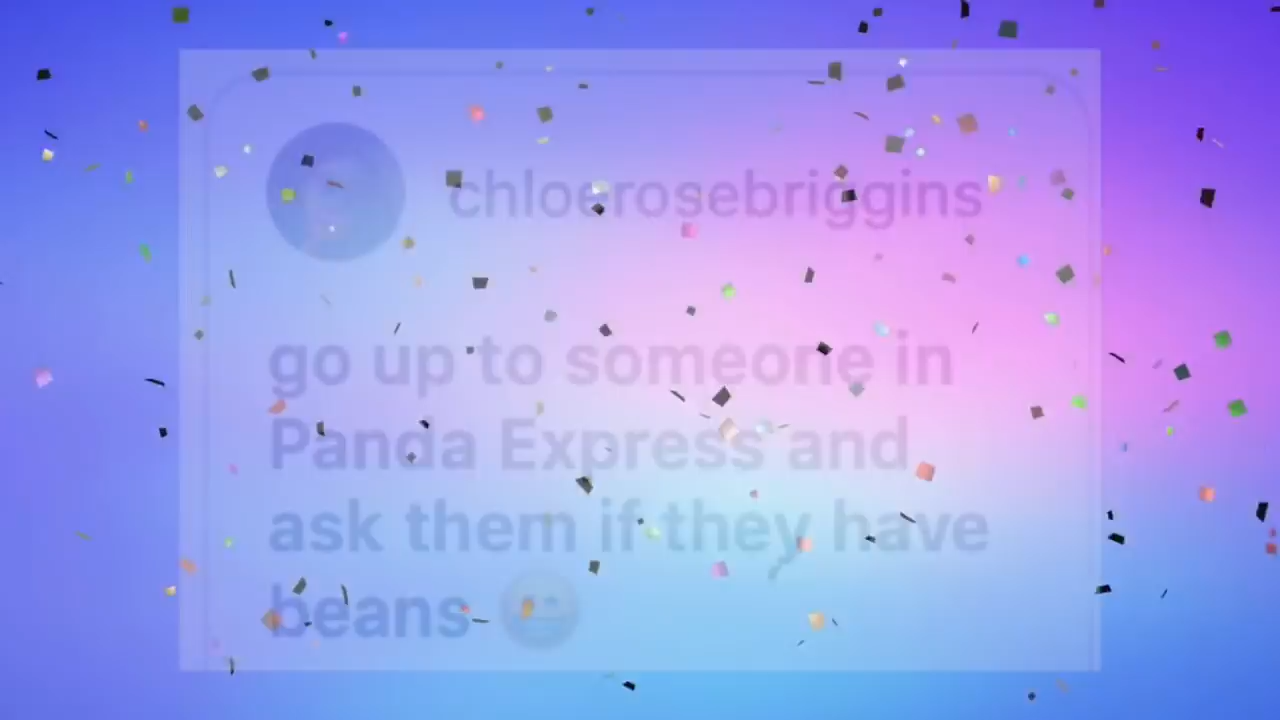 chloerosebriggins
go up to someone in
Panda Express and
ask them if they have
beans 😐